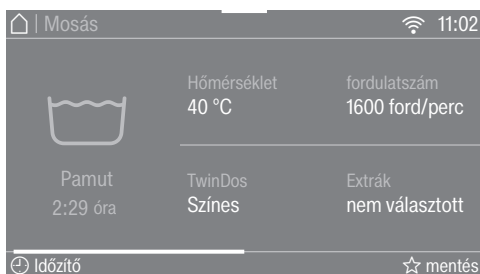 | Mosás
11:02
Hőmérséklet
40 °C
fordulatszám
1600 ford/perc
Pamut
2:29 óra
TwinDos
Színes
Extrák
nem választott
Időzítő
mentés